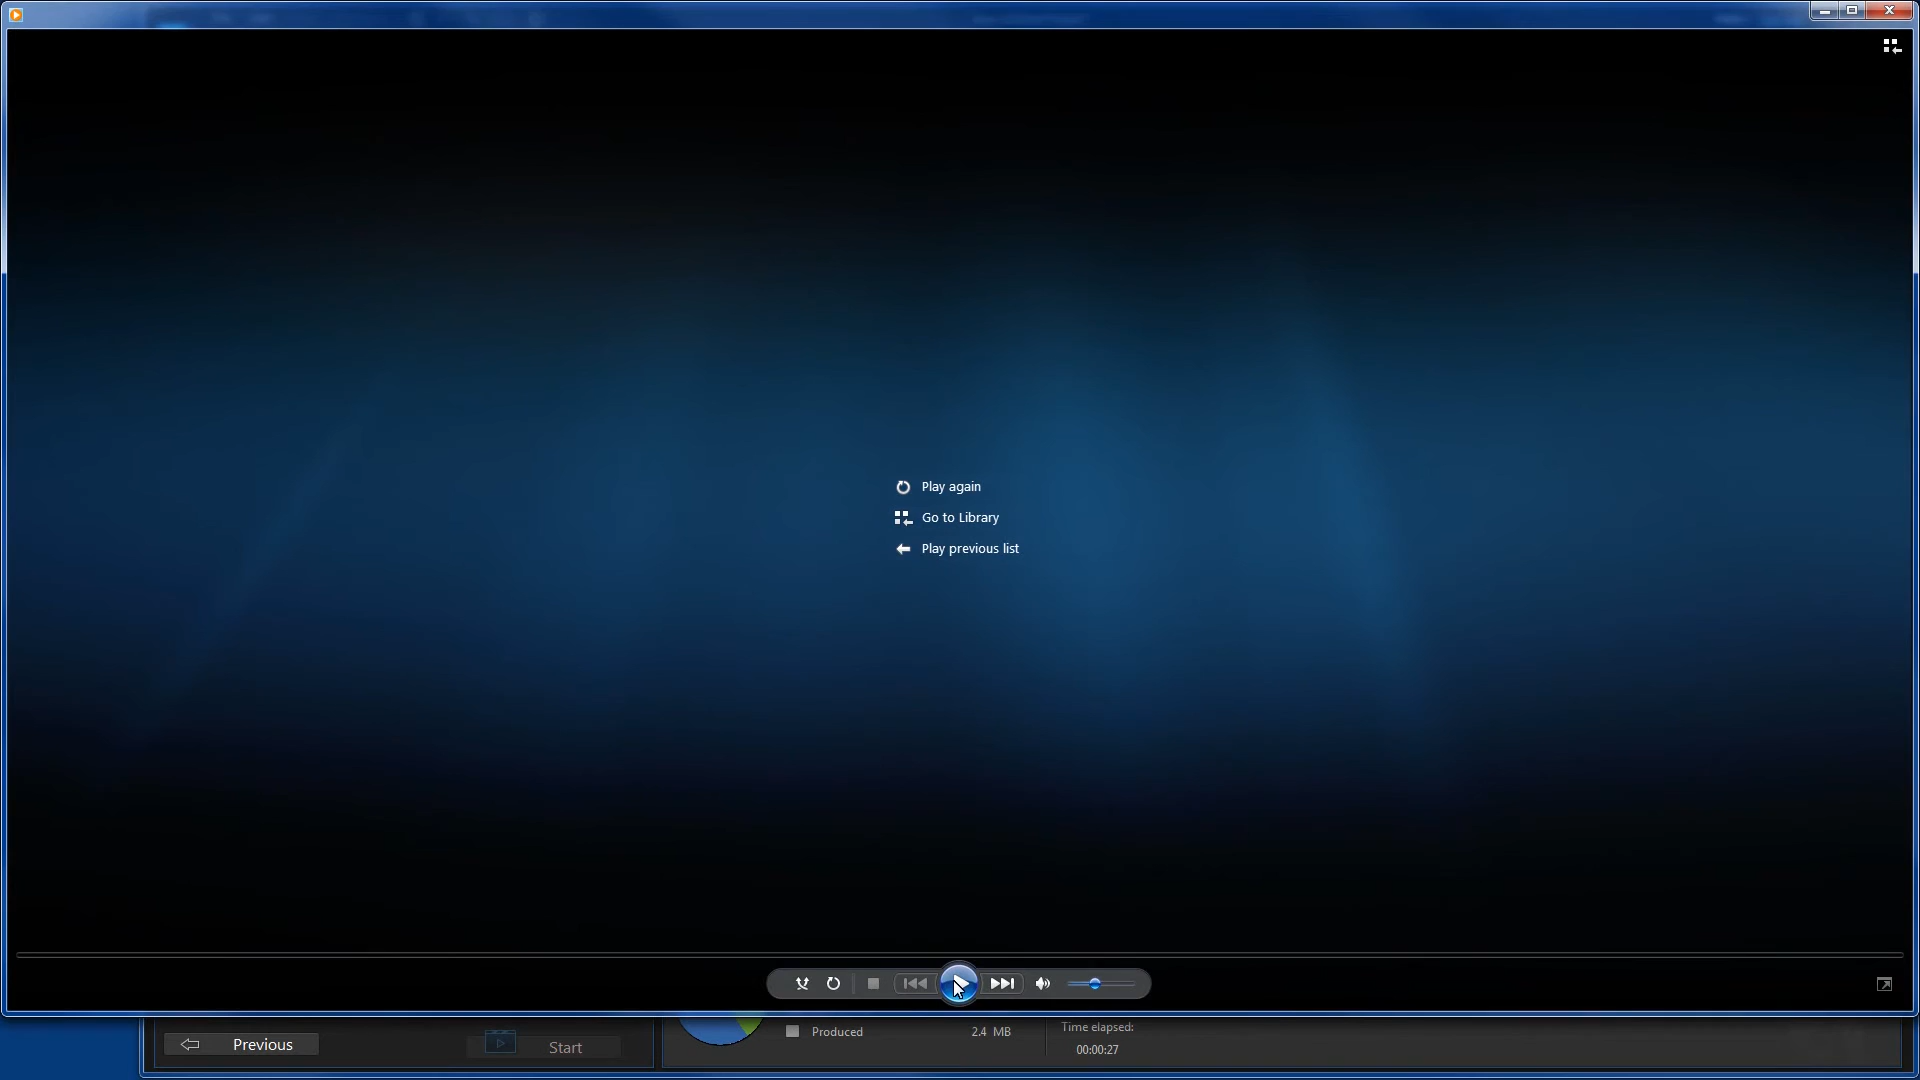 Play again
Go to Library
Play previous list
Previous
Start
Produced
2.4 MB
Time elapsed:
00:00:27